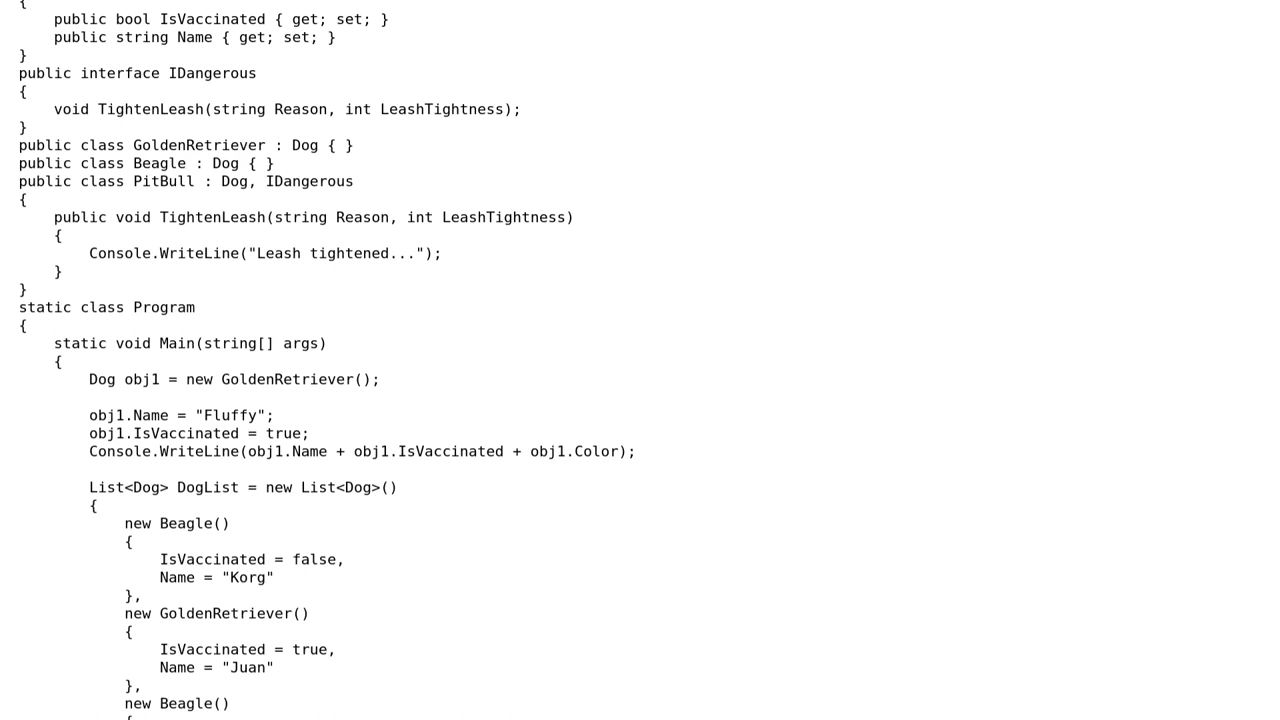 {
    public bool IsVaccinated { get; set; }
    public string Name { get; set; }
}
public interface IDangerous
{
    void TightenLeash(string Reason, int LeashTightness);
}
public class GoldenRetriever : Dog { }
public class Beagle : Dog { }
public class PitBull : Dog, IDangerous
{
    public void TightenLeash(string Reason, int LeashTightness)
    {
        Console.WriteLine("Leash tightened...");
    }
}
static class Program
{
    static void Main(string[] args)
    {
        Dog obj1 = new GoldenRetriever();

        obj1.Name = "Fluffy";
        obj1.IsVaccinated = true;
        Console.WriteLine(obj1.Name + obj1.IsVaccinated + obj1.Color);

        List<Dog> DogList = new List<Dog>()
        {
            new Beagle()
            {
                IsVaccinated = false,
                Name = "Korg"
            },
            new GoldenRetriever()
            {
                IsVaccinated = true,
                Name = "Juan"
            },
            new Beagle()
            {